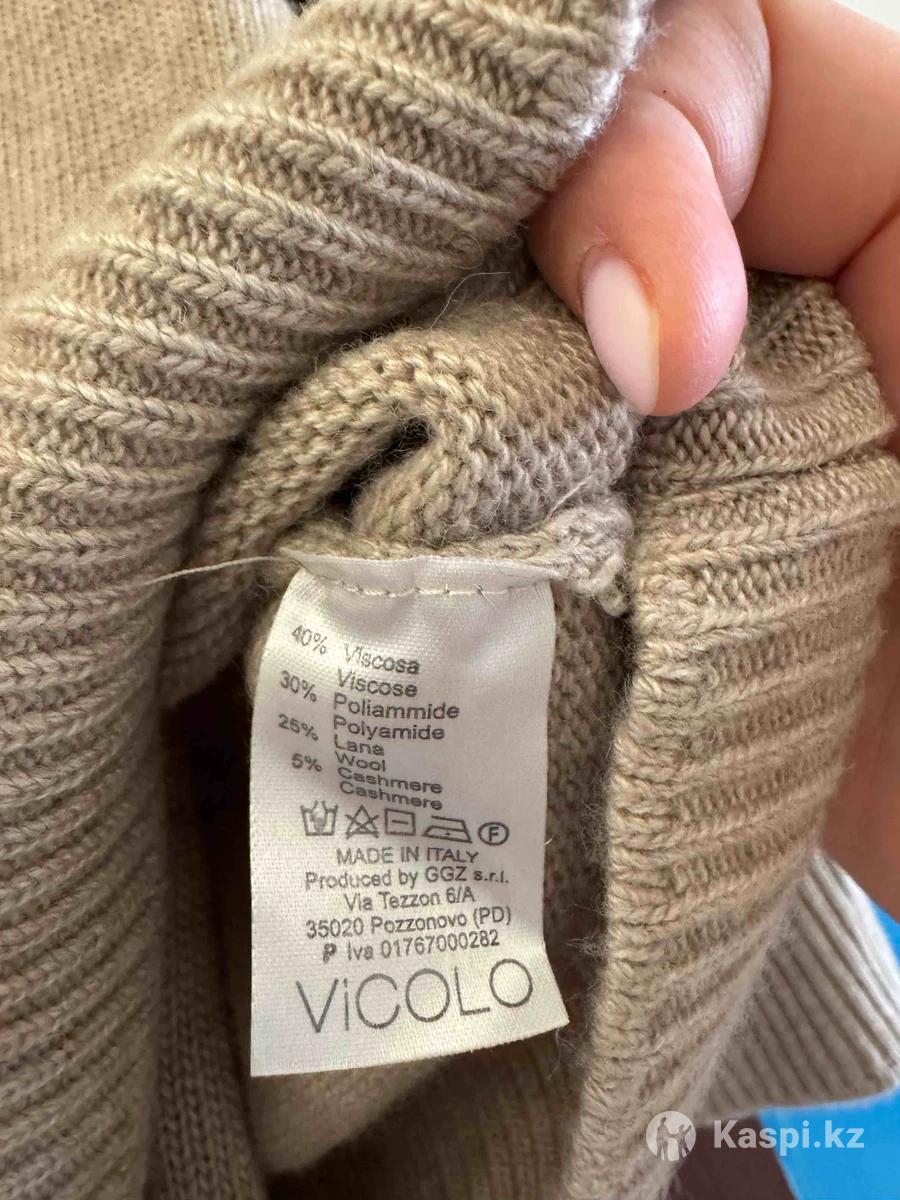 40% Viscosa
Viscose
30% Poliammide
Polyamide
25% Lana
Wool
5% Cashmere
Cashmere
F
MADE IN ITALY
Produced by GGZ s.r.l.
Via Tezzon 6/A
35020 Pozzonovo (PD)
P Iva 01767000282
ViCOLO
Kaspi.kz